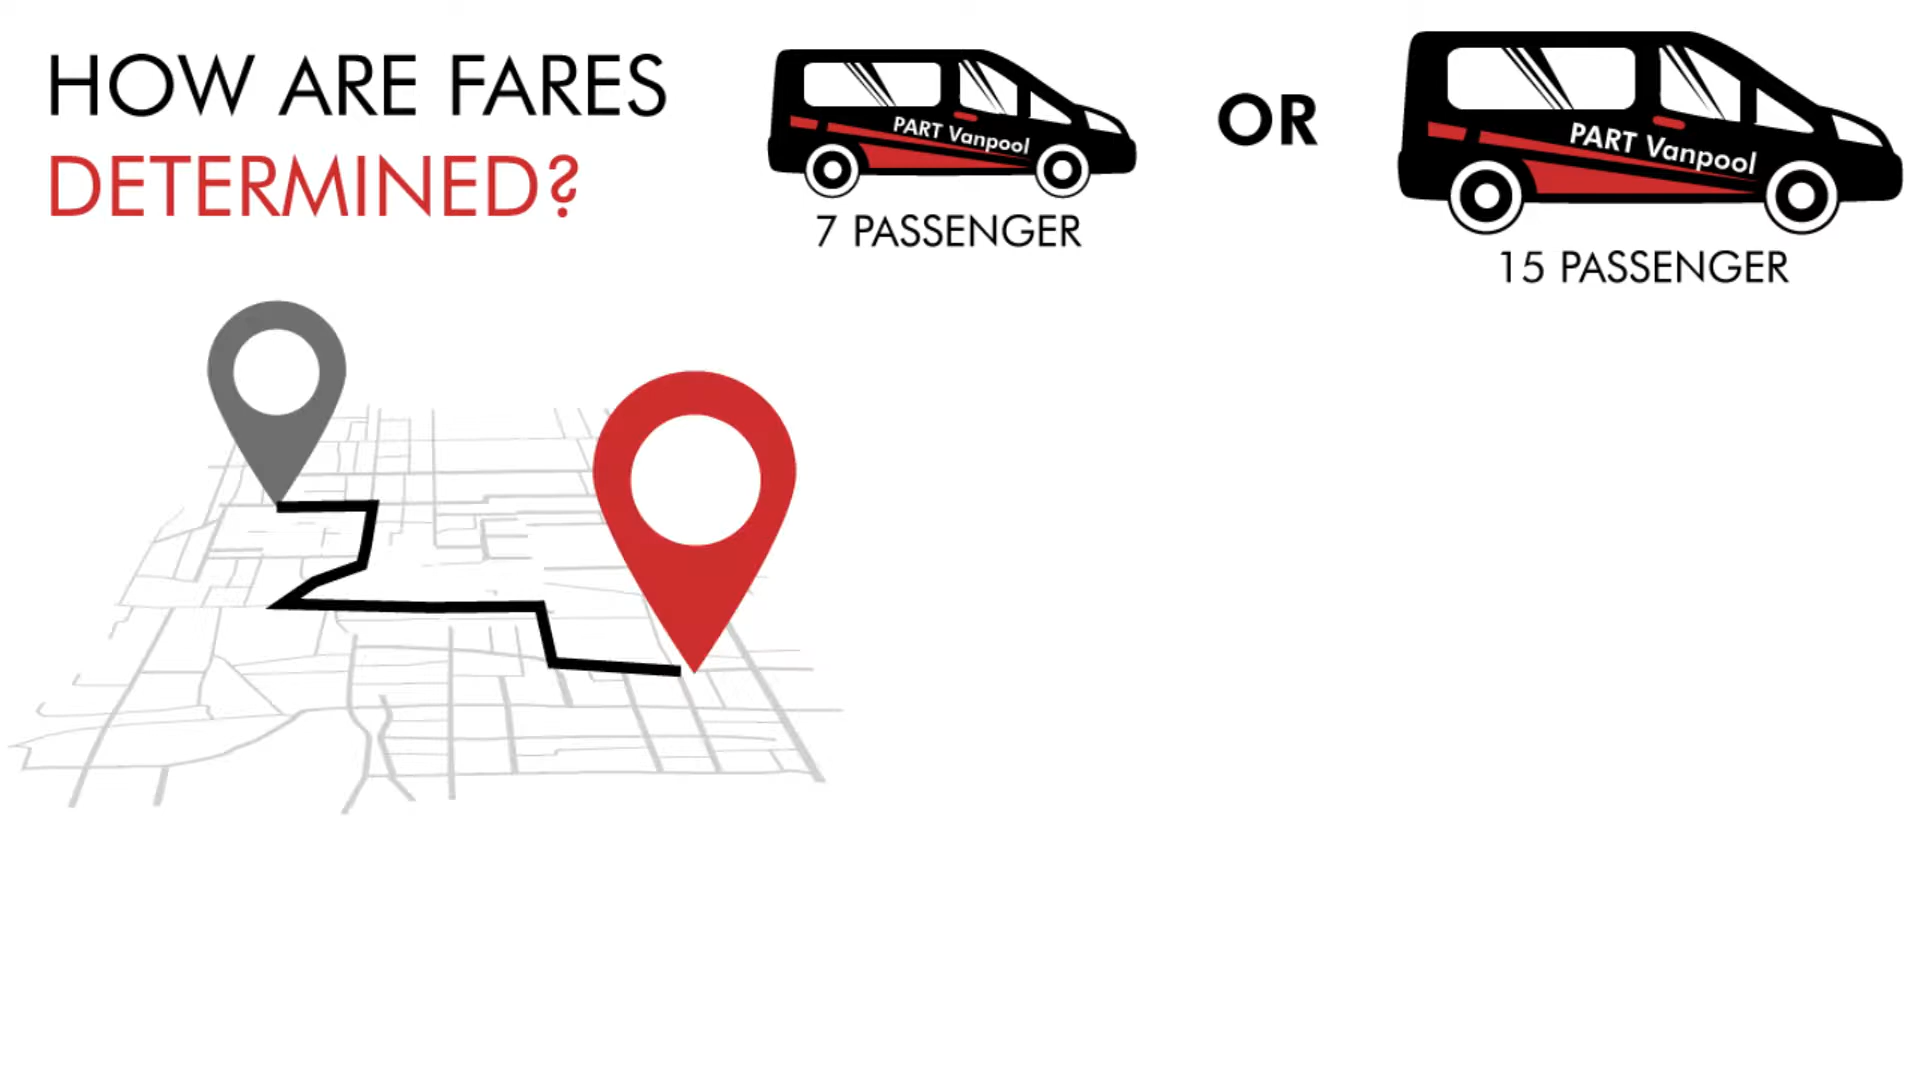 HOW ARE FARES
DETERMINED?
PART Vanpool
7 PASSENGER
OR
PART Vanpool
15 PASSENGER